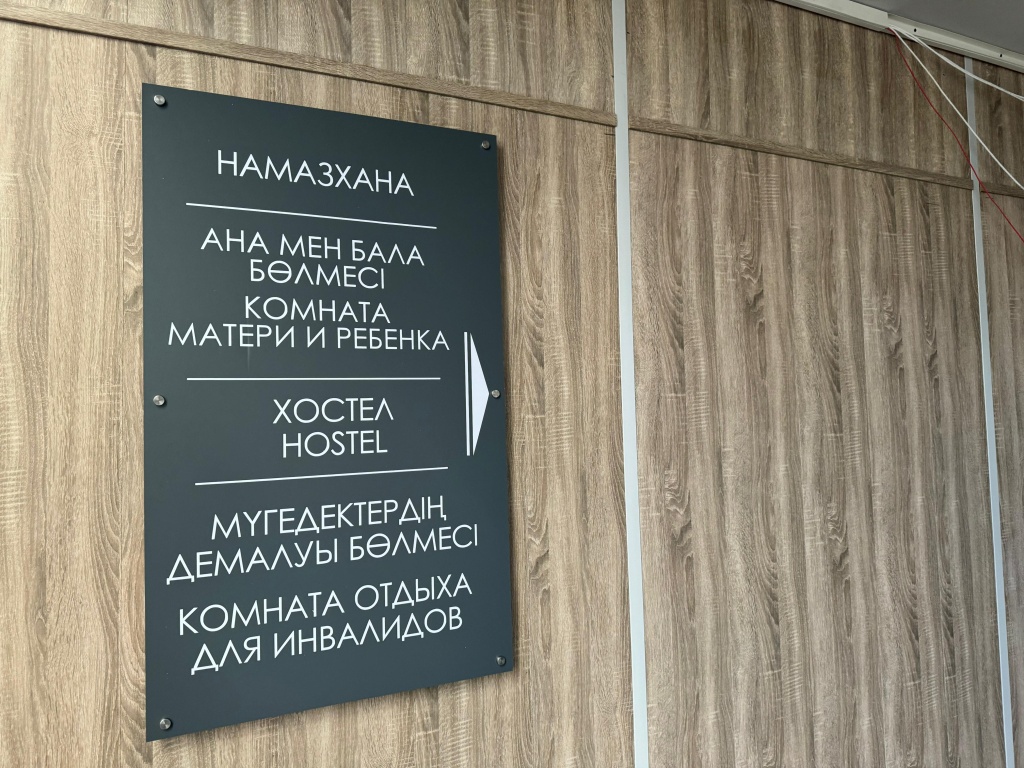 НАМАЗХАНА
АНА МЕН БАЛА
БӨЛМЕСІ
КОМНАТА
МАТЕРИ И РЕБЕНКА
ХОСТЕЛ
HOSTEL
МҮГЕДЕКТЕРДІҢ
ДЕМАЛУЫ БӨЛМЕСІ
КОМНАТА ОТДЫХА
ДЛЯ ИНВАЛИДОВ